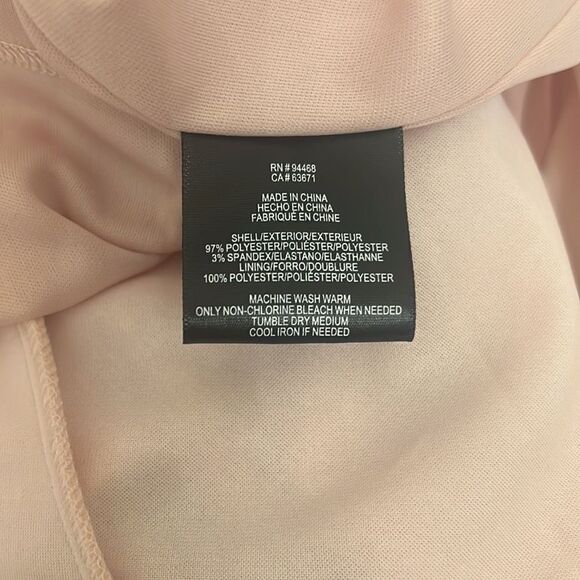 RN # 94468
CA # 63671
MADE IN CHINA
HECHO EN CHINA
FABRIQUÉ EN CHINE
SHELL/EXTERIOR/EXTERIEUR
97% POLYESTER/POLIÉSTER/POLYESTER
3% SPANDEX/ELASTANO/ELASTHANNE
LINING/FORRO/DOUBLURE
100% POLYESTER/POLIÉSTER/POLYESTER
MACHINE WASH WARM
ONLY NON-CHLORINE BLEACH WHEN NEEDED
TUMBLE DRY MEDIUM
COOL IRON IF NEEDED